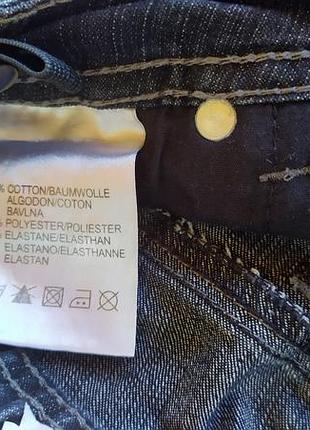 % COTTON/BAUMWOLLE
ALGODON/COTON
BAVLNA
% POLYESTER/POLIESTER
% ELASTANE/ELASTHAN
ELASTANO/ELASTHANNE
ELASTAN